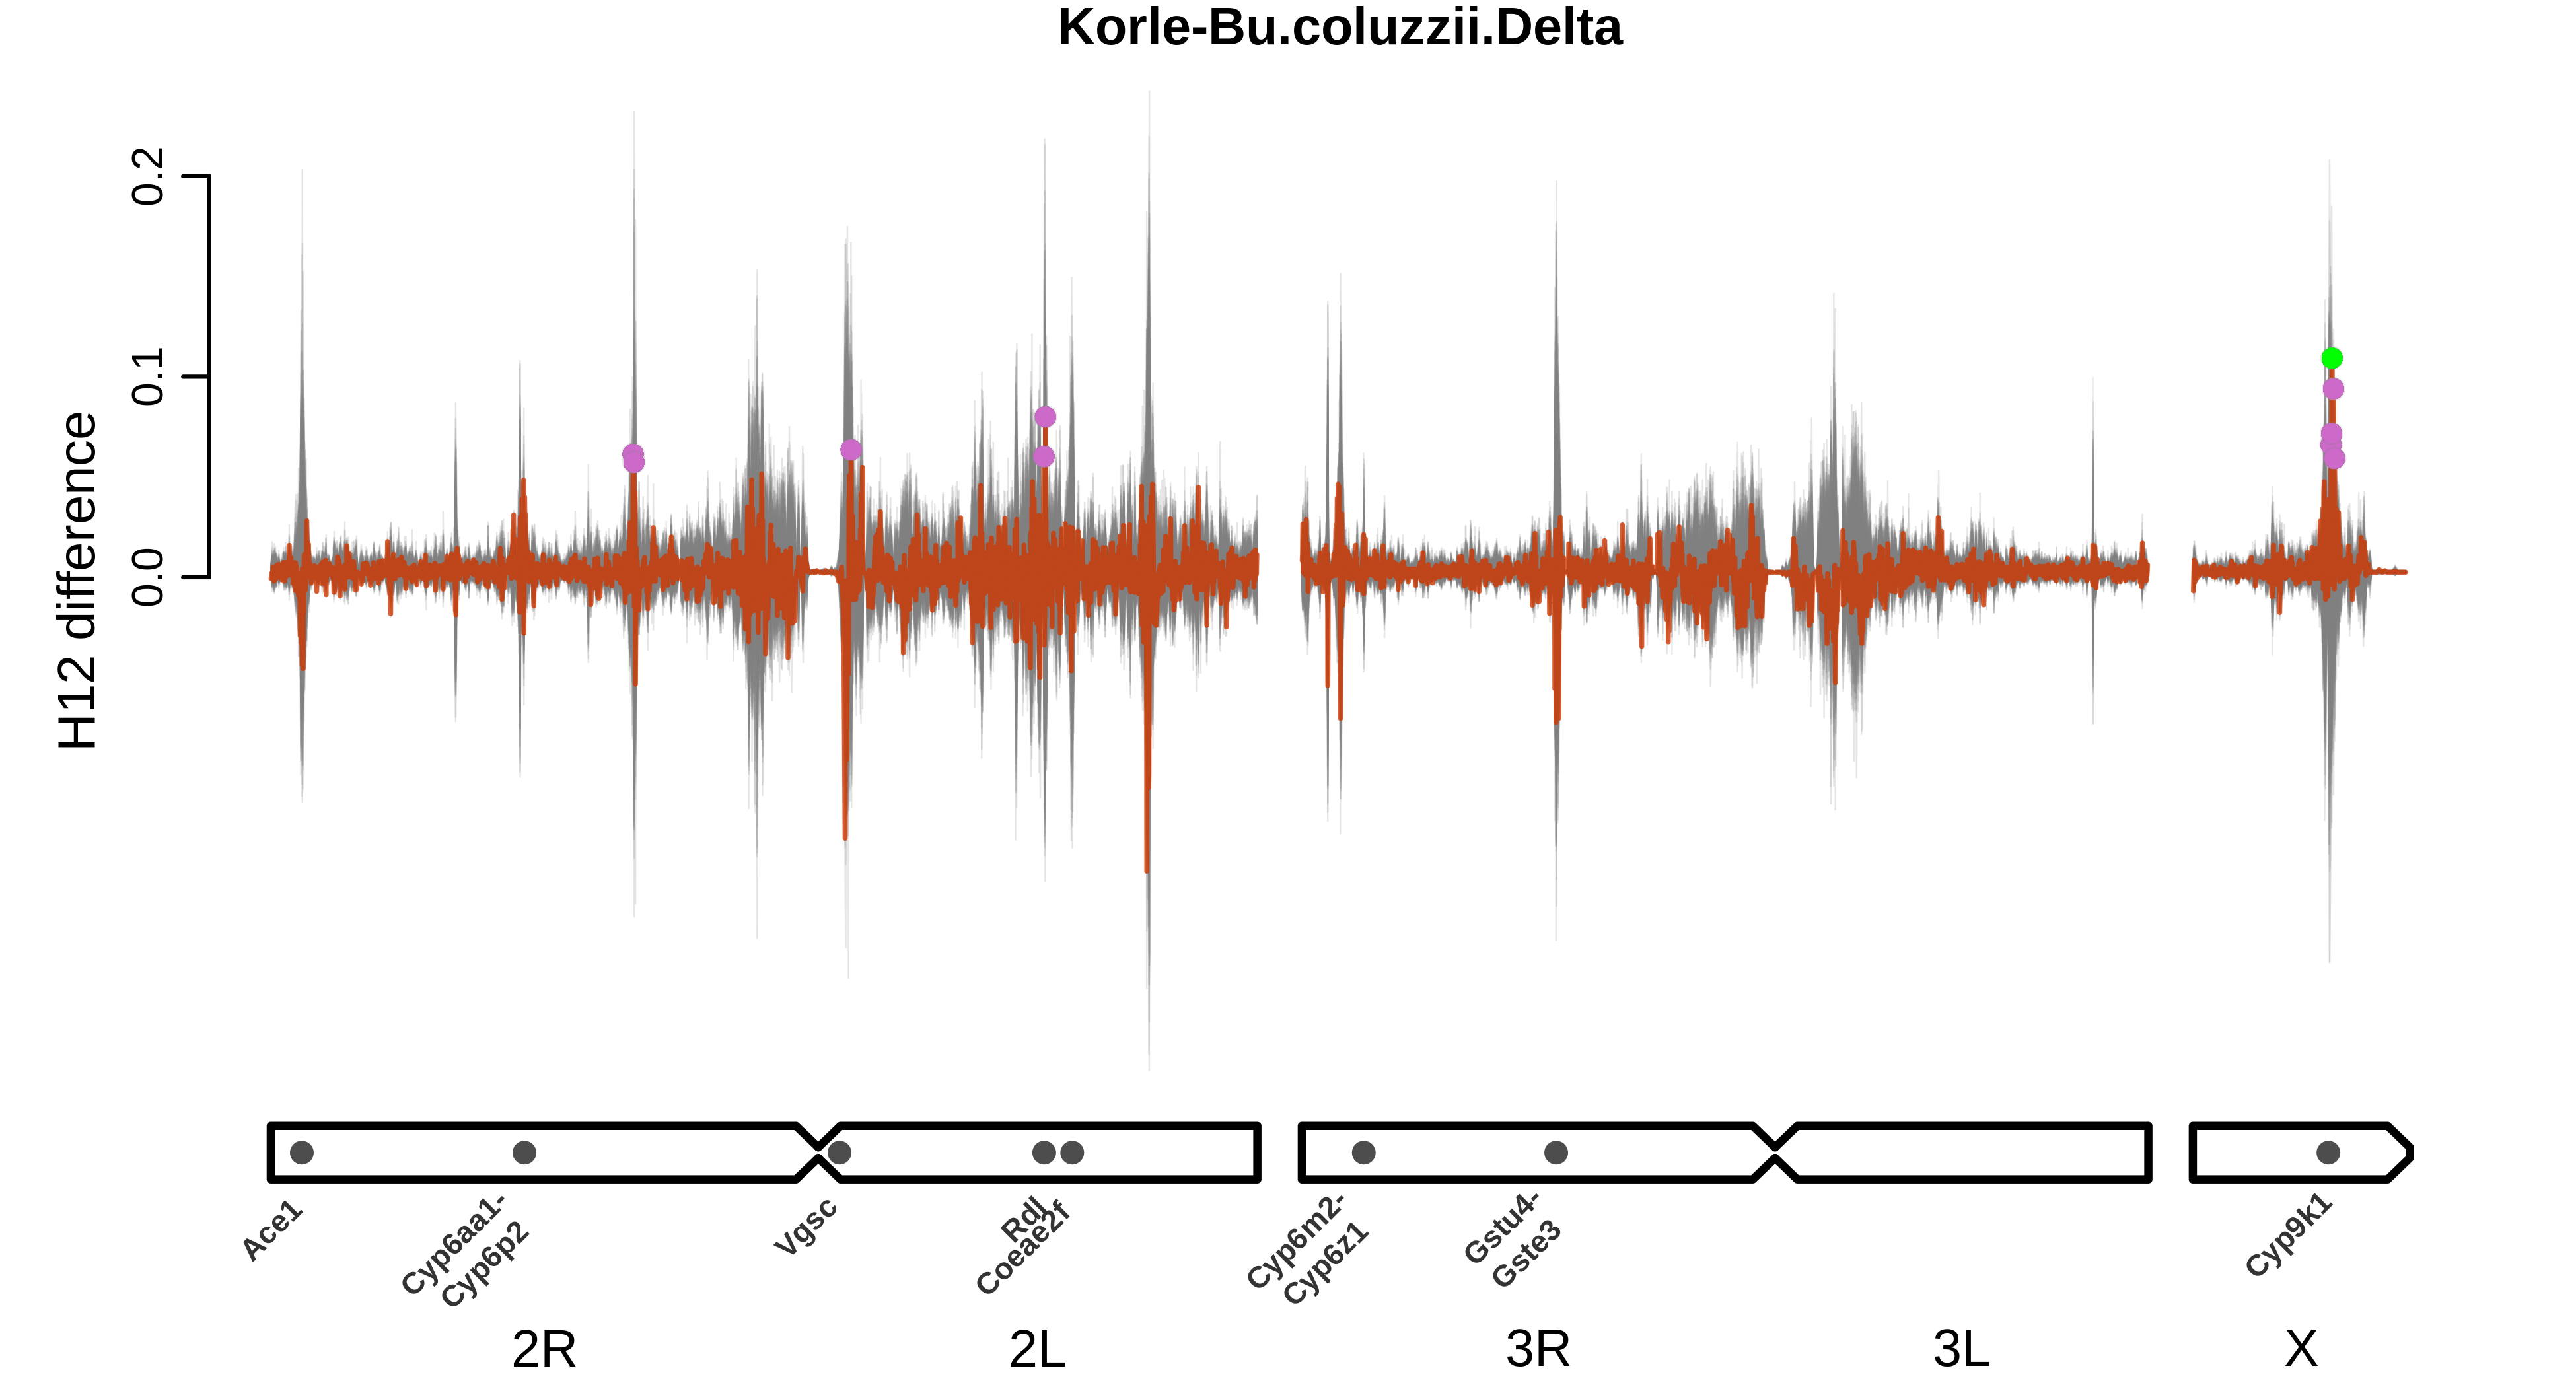 Korle-Bu.coluzzii.Delta
H12 difference
0.2
0.1
0.0
Ace1
Cyp6aa1-
Cyp6p2
Vgsc
Rdl
Coeae2f
Cyp6m2-
Cyp6z1
Gstu4-
Gste3
Cyp9k1
2R
2L
3R
3L
X